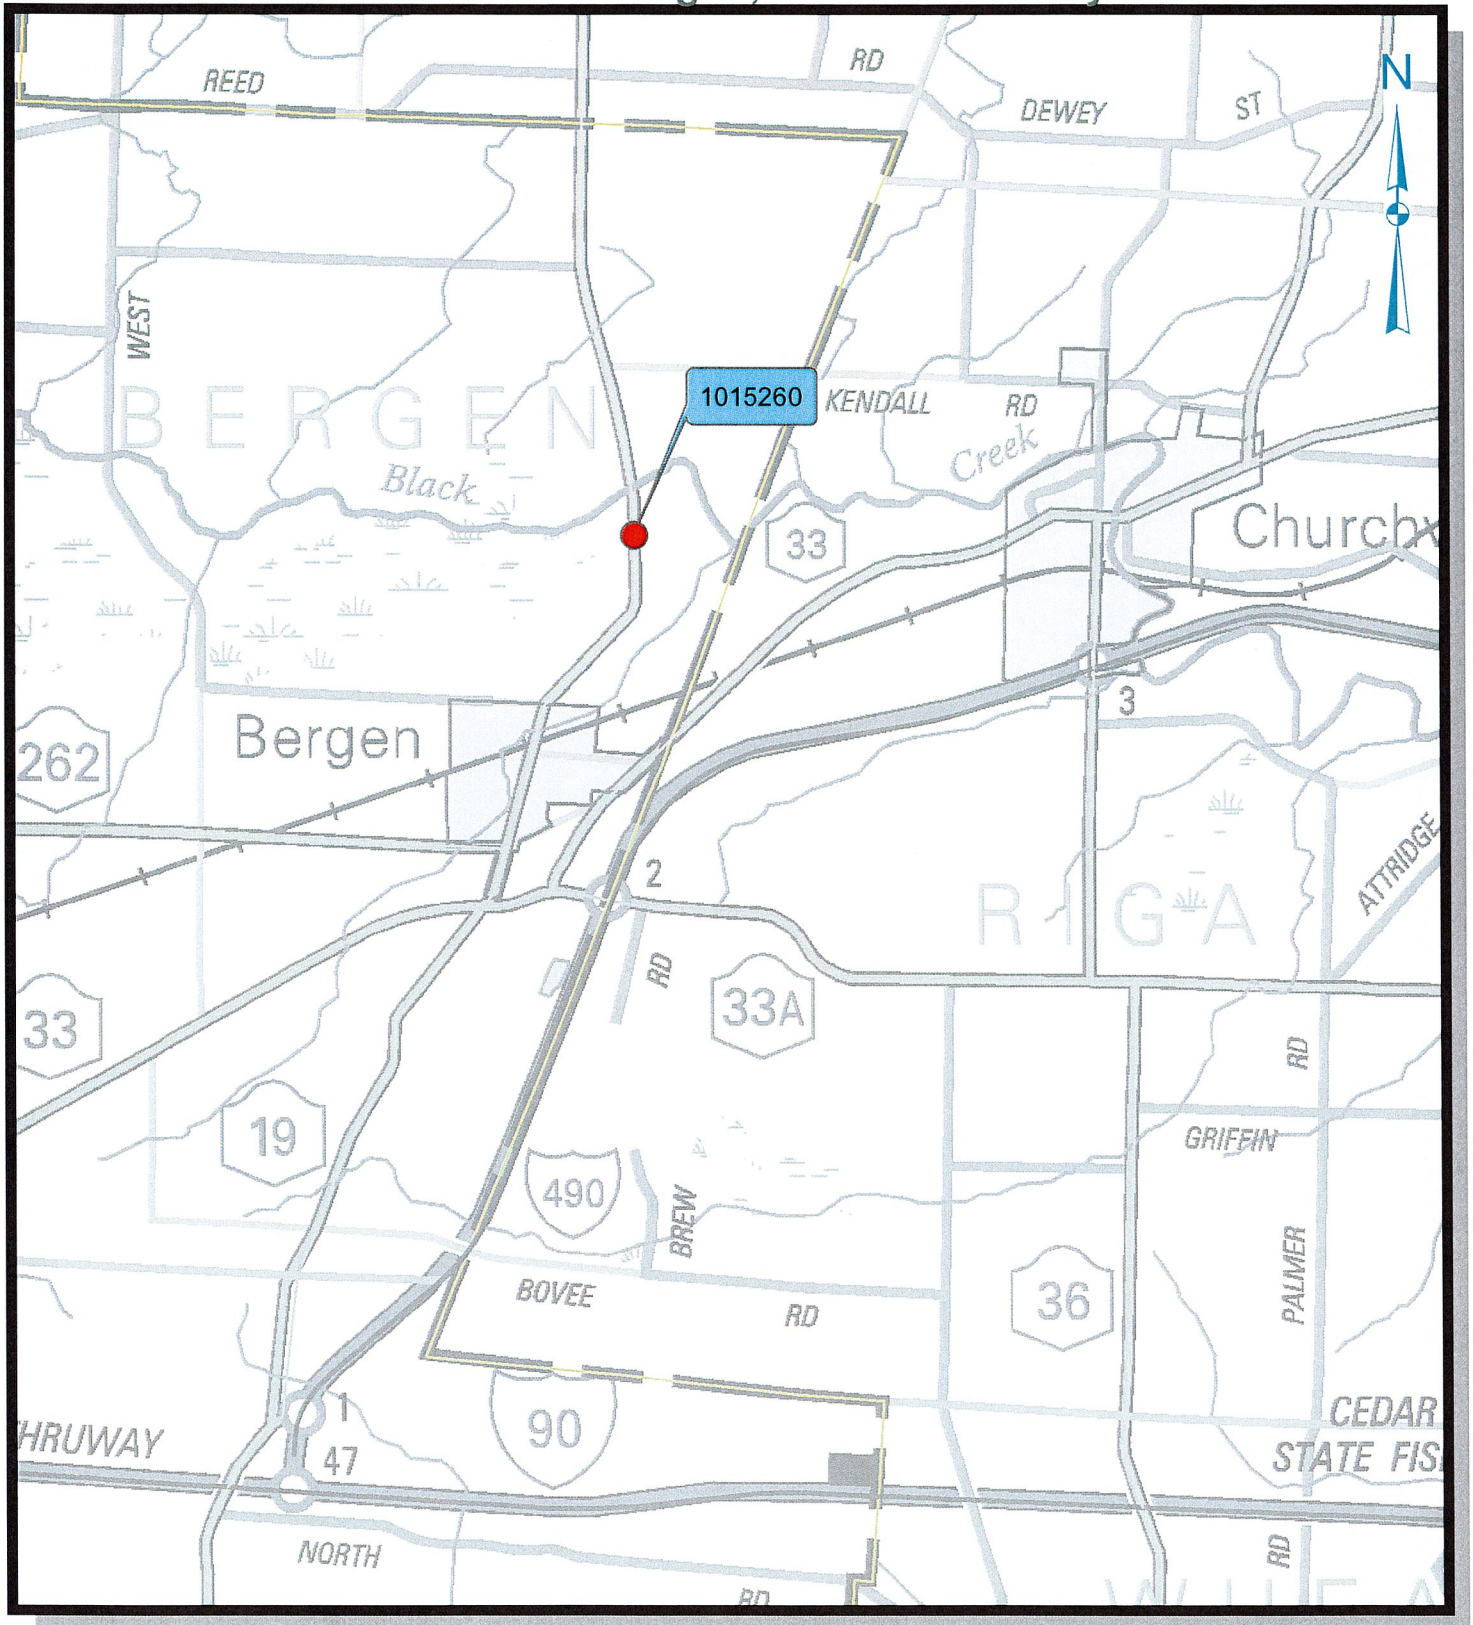 REED
RD
DEWEY
ST
N
WEST
BERGEN
1015260
KENDALL
RD
Black
Creek
33
Bergen
262
3
2
RIGA
ATTRIDGE
RD
33A
33
RD
19
GRIFFIN
490
BREW
BOVEE
RD
36
PALMER
1
90
CEDAR
HRUWAY
47
STATE FIS
NORTH
RD
RD